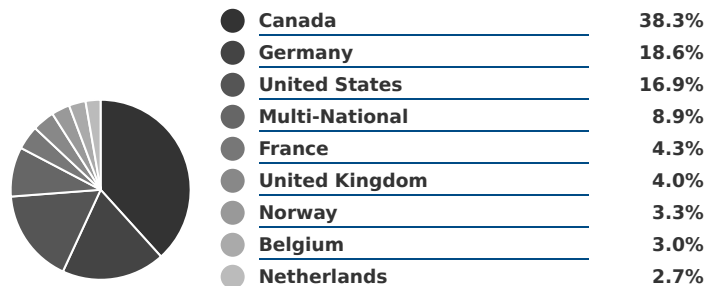 Canada 38.3%
Germany 18.6%
United States 16.9%
Multi-National 8.9%
France 4.3%
United Kingdom 4.0%
Norway 3.3%
Belgium 3.0%
Netherlands 2.7%